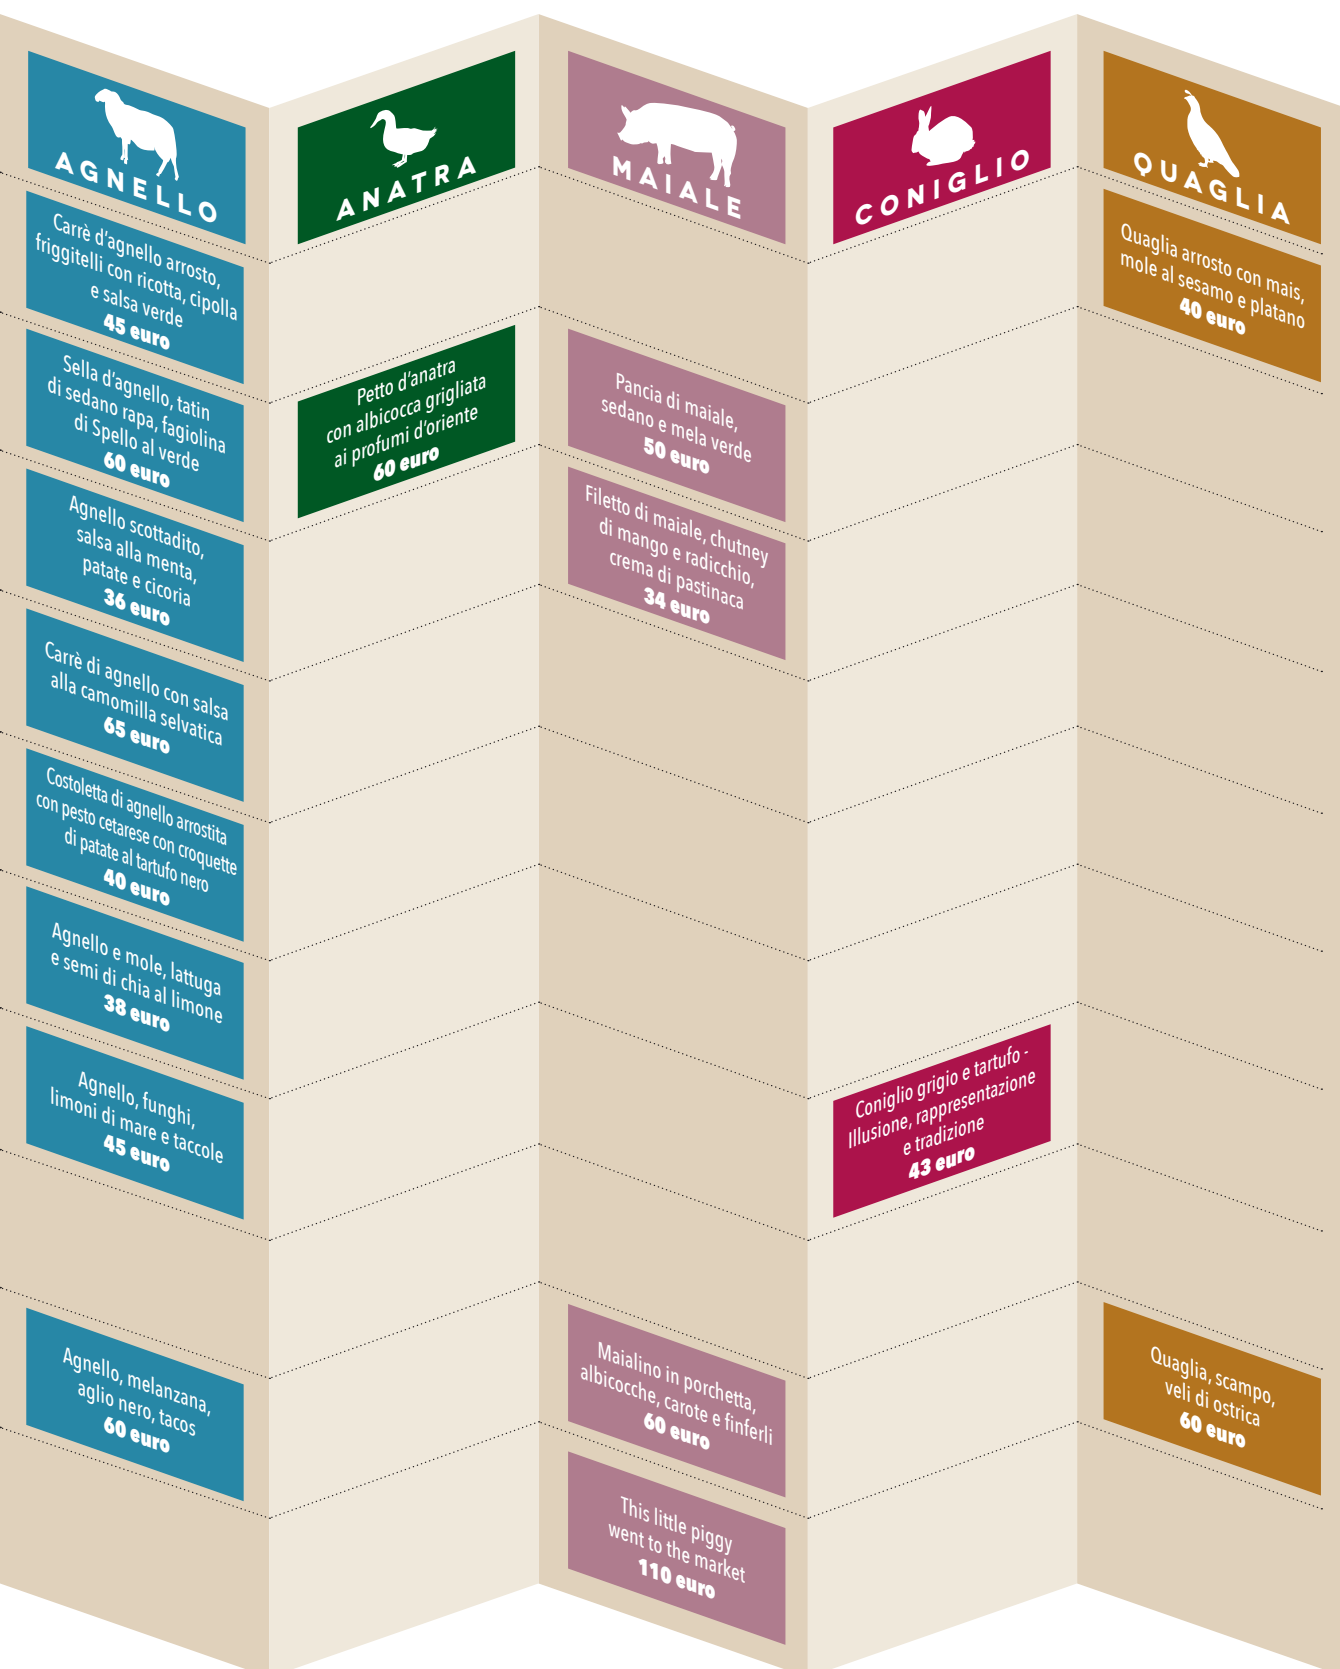 AGNELLO
Carrè d'agnello arrosto,
friggitelli con ricotta, cipolla
e salsa verde
45 euro
Sella d'agnello, tatin
di sedano rapa, fagiolina
di Spello al verde
60 euro
Agnello scottadito,
salsa alla menta,
patate e cicoria
36 euro
Carrè di agnello con salsa
alla camomilla selvatica
65 euro
Costoletta di agnello arrostita
con pesto cetarese con croquette
di patate al tartufo nero
40 euro
Agnello e mole, lattuga
e semi di chia al limone
38 euro
Agnello, funghi,
limoni di mare e taccole
45 euro
Agnello, melanzana,
aglio nero, tacos
60 euro
ANATRA
Petto d'anatra
con albicocca grigliata
ai profumi d'oriente
60 euro
MAIALE
Pancia di maiale,
sedano e mela verde
50 euro
Filetto di maiale, chutney
di mango e radicchio,
crema di pastinaca
34 euro
Maialino in porchetta,
albicocche, carote e finferli
60 euro
This little piggy
went to the market
110 euro
CONIGLIO
Coniglio grigio e tartufo -
Illusione, rappresentazione
e tradizione
43 euro
QUAGLIA
Quaglia arrosto con mais,
mole al sesamo e platano
40 euro
Quaglia, scampo,
veli di ostrica
60 euro